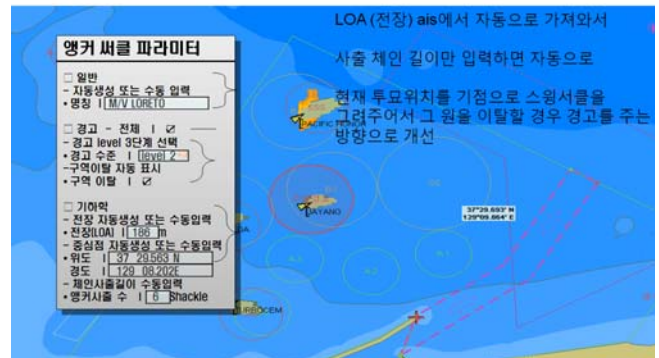 LOA (전장) ais에서 자동으로 가져와서
사출 체인 길이만 입력하면 자동으로
현재 투묘위치를 기점으로 스윙서클을
그려주어서 그 원을 이탈할 경우 경고를 주는
방향으로 개선
앵커 써클 파라미터
□ 일반
- 자동생성 또는 수동 입력
• 명칭 | M/V LORETO
□ 경고 - 전체 | ☑
- 경고 level 3단계 선택
• 경고 수준 | level 2
-구역이탈 자동 표시
• 구역 이탈 | ☑
□ 기하학
- 전장 자동생성 또는 수동입력
• 전장(LOA) | 186 m
- 중심점 자동생성 또는 수동입력
• 위도 | 37 29.563 N
경도 | 129 08.202E
- 체인사출길이 수동입력
• 앵커사출 수 | 6 Shackle
PACIFIC
DAYANG
37°29.693' N
129°09.664' E